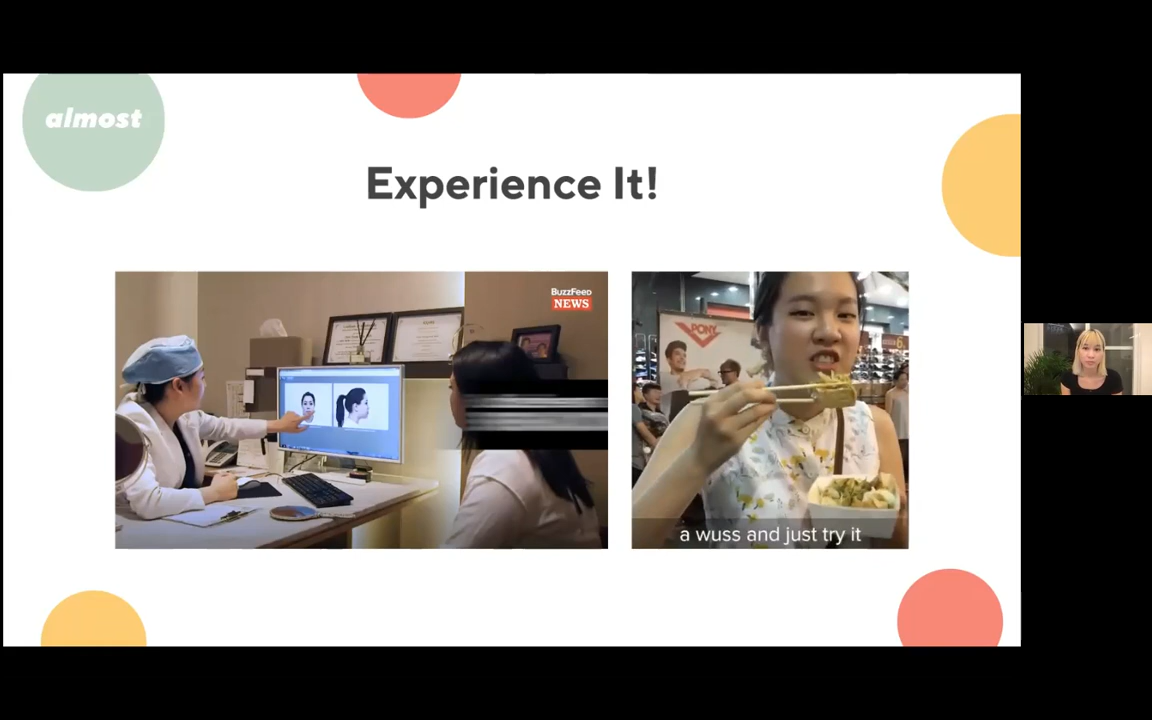 almost
Experience It!
BuzzFeed
NEWS
PONY
a wuss and just try it